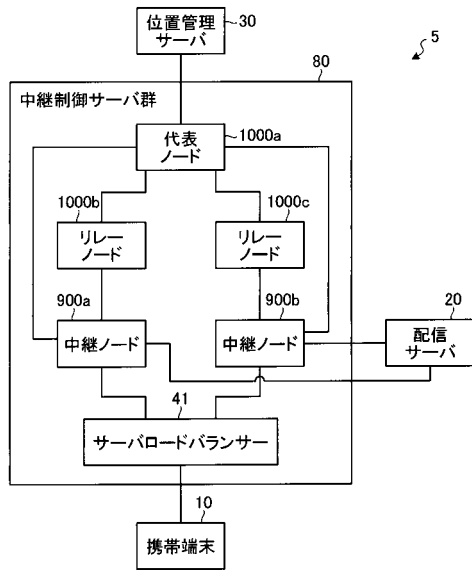 位置管理
サーバ
30
5
80
中継制御サーバ群
代表
ノード
1000a
1000b
リレー
ノード
1000c
リレー
ノード
900a
中継ノード
900b
中継ノード
20
配信
サーバ
41
サーバロードバランサー
10
携帯端末